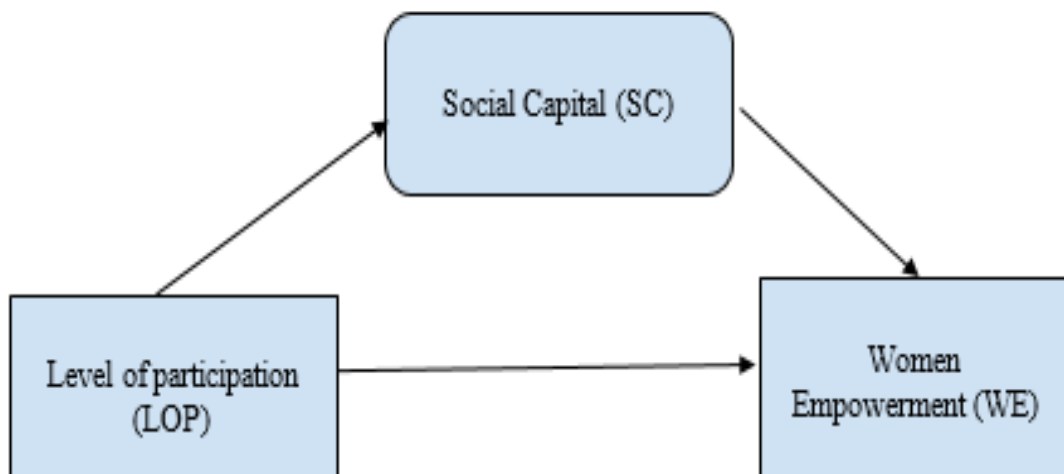 Social Capital (SC)
Level of participation
(LOP)
Women
Empowerment (WE)